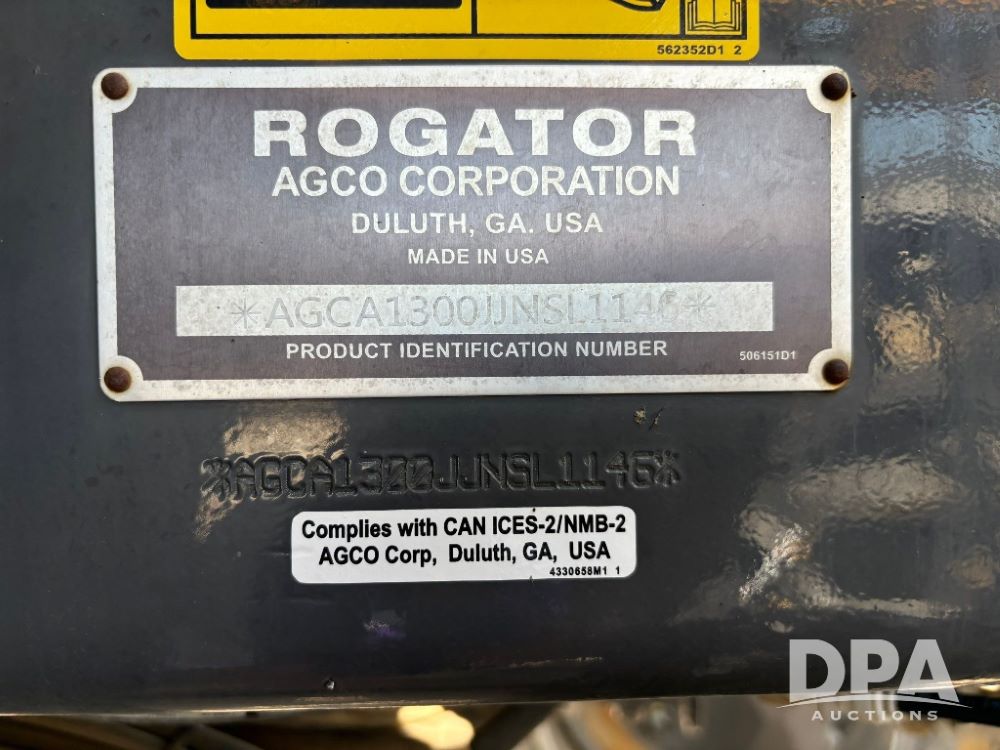 562352D1 2
ROGATOR
AGCO CORPORATION
DULUTH, GA. USA
MADE IN USA
*AGCA1300JJNSL1146*
PRODUCT IDENTIFICATION NUMBER
506151D1
*AGCA1300JJNSL1146*
Complies with CAN ICES-2/NMB-2
AGCO Corp, Duluth, GA, USA
4330658M1 1
DPA
AUCTIONS